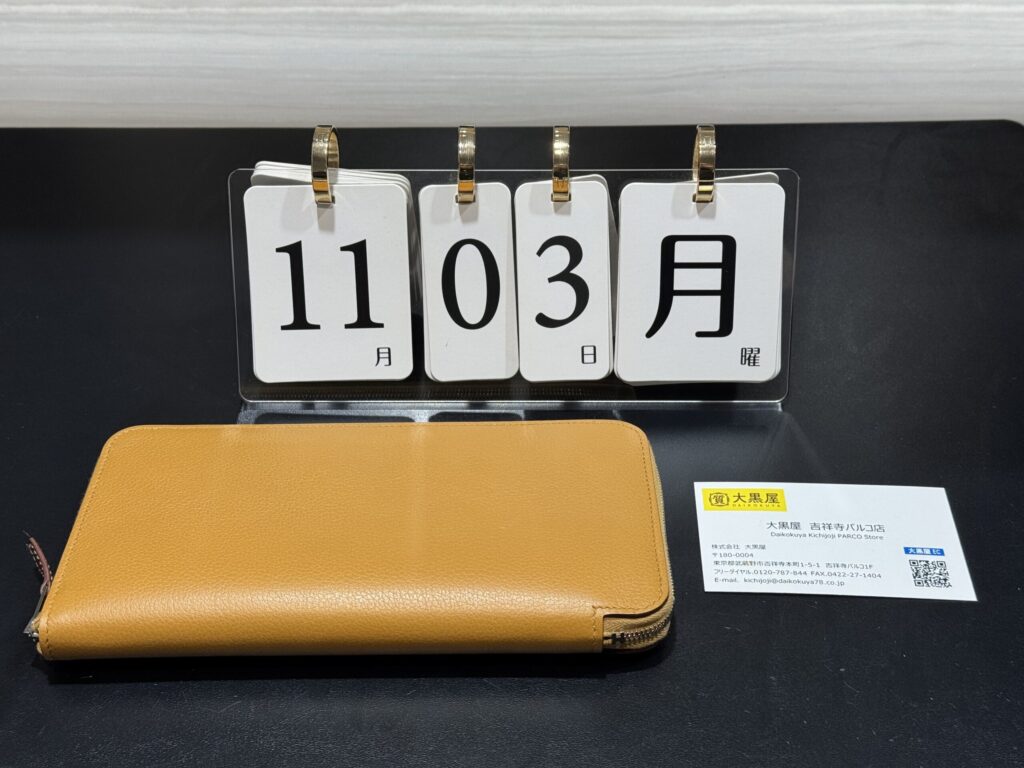 11
月
0
3
日
月
曜
質 大黒屋
DAIKOKUYA
大黒屋 吉祥寺パルコ店
Daikokuya Kichijoji PARCO Store
株式会社 大黒屋
〒180-0004
東京都武蔵野市吉祥寺本町1-5-1 吉祥寺パルコ1F
フリーダイヤル.0120-787-844 FAX.0422-27-1404
E-mail. kichijoji@daikokuya78.co.jp
大黒屋 EC